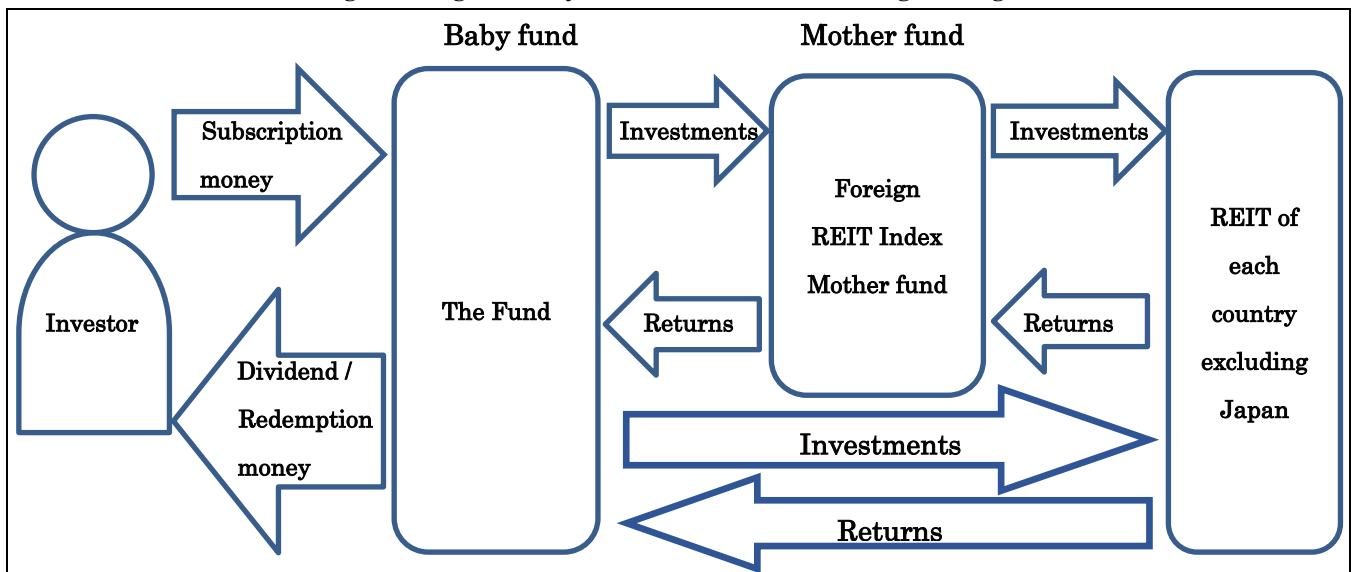 Baby fund
Mother fund
Subscription
money
Investments
Investments
Foreign
REIT Index
Mother fund
REIT of
each
country
excluding
Japan
The Fund
Investor
Returns
Returns
Dividend /
Redemption
money
Investments
Returns